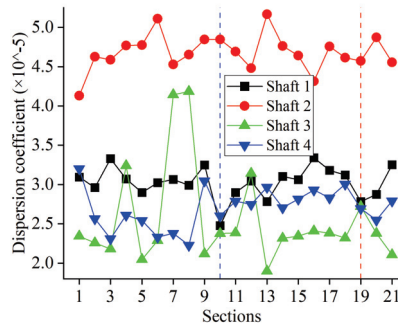 Dispersion coefficient (×10^-5)
5.0
4.5
4.0
3.5
3.0
2.5
2.0
Shaft 1
Shaft 2
Shaft 3
Shaft 4
1 3 5 7 9 11 13 15 17 19 21
Sections